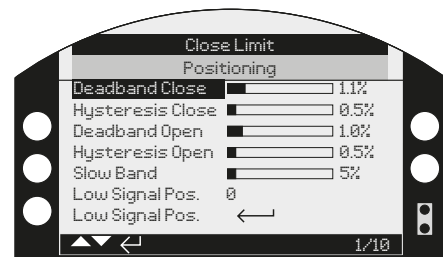 Close Limit
Positioning
Deadband Close 1.1%
Hysteresis Close 0.5%
Deadband Open 1.0%
Hysteresis Open 0.5%
Slow Band 5%
Low Signal Pos. 0
Low Signal Pos.
1/10